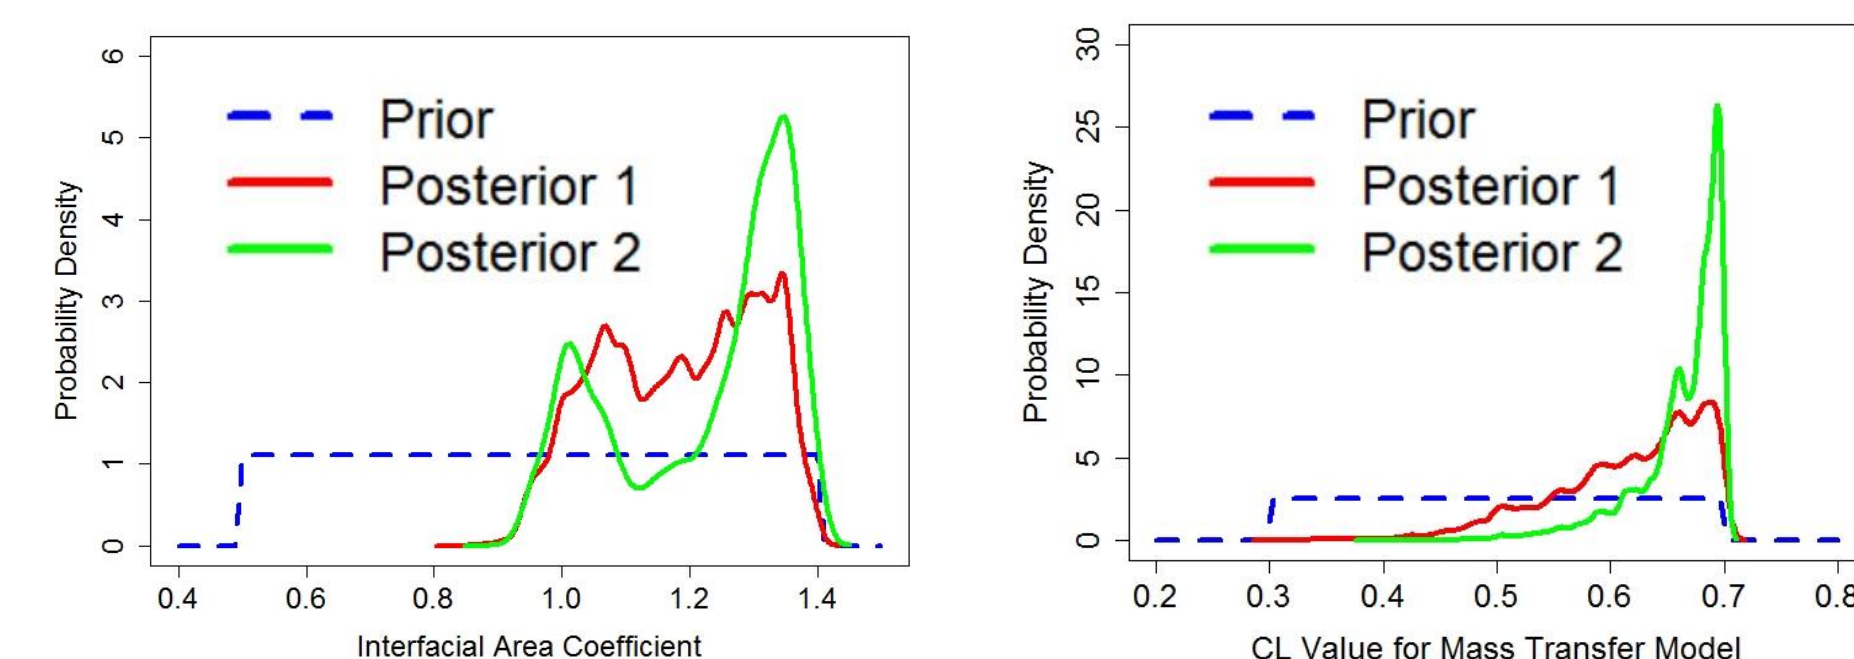 6
5
4
3
2
1
0
Probability Density
Prior
Posterior 1
Posterior 2
0.4 0.6 0.8 1.0 1.2 1.4
Interfacial Area Coefficient
30
25
20
15
10
5
0
Probability Density
Prior
Posterior 1
Posterior 2
0.2 0.3 0.4 0.5 0.6 0.7 0.8
CL Value for Mass Transfer Model